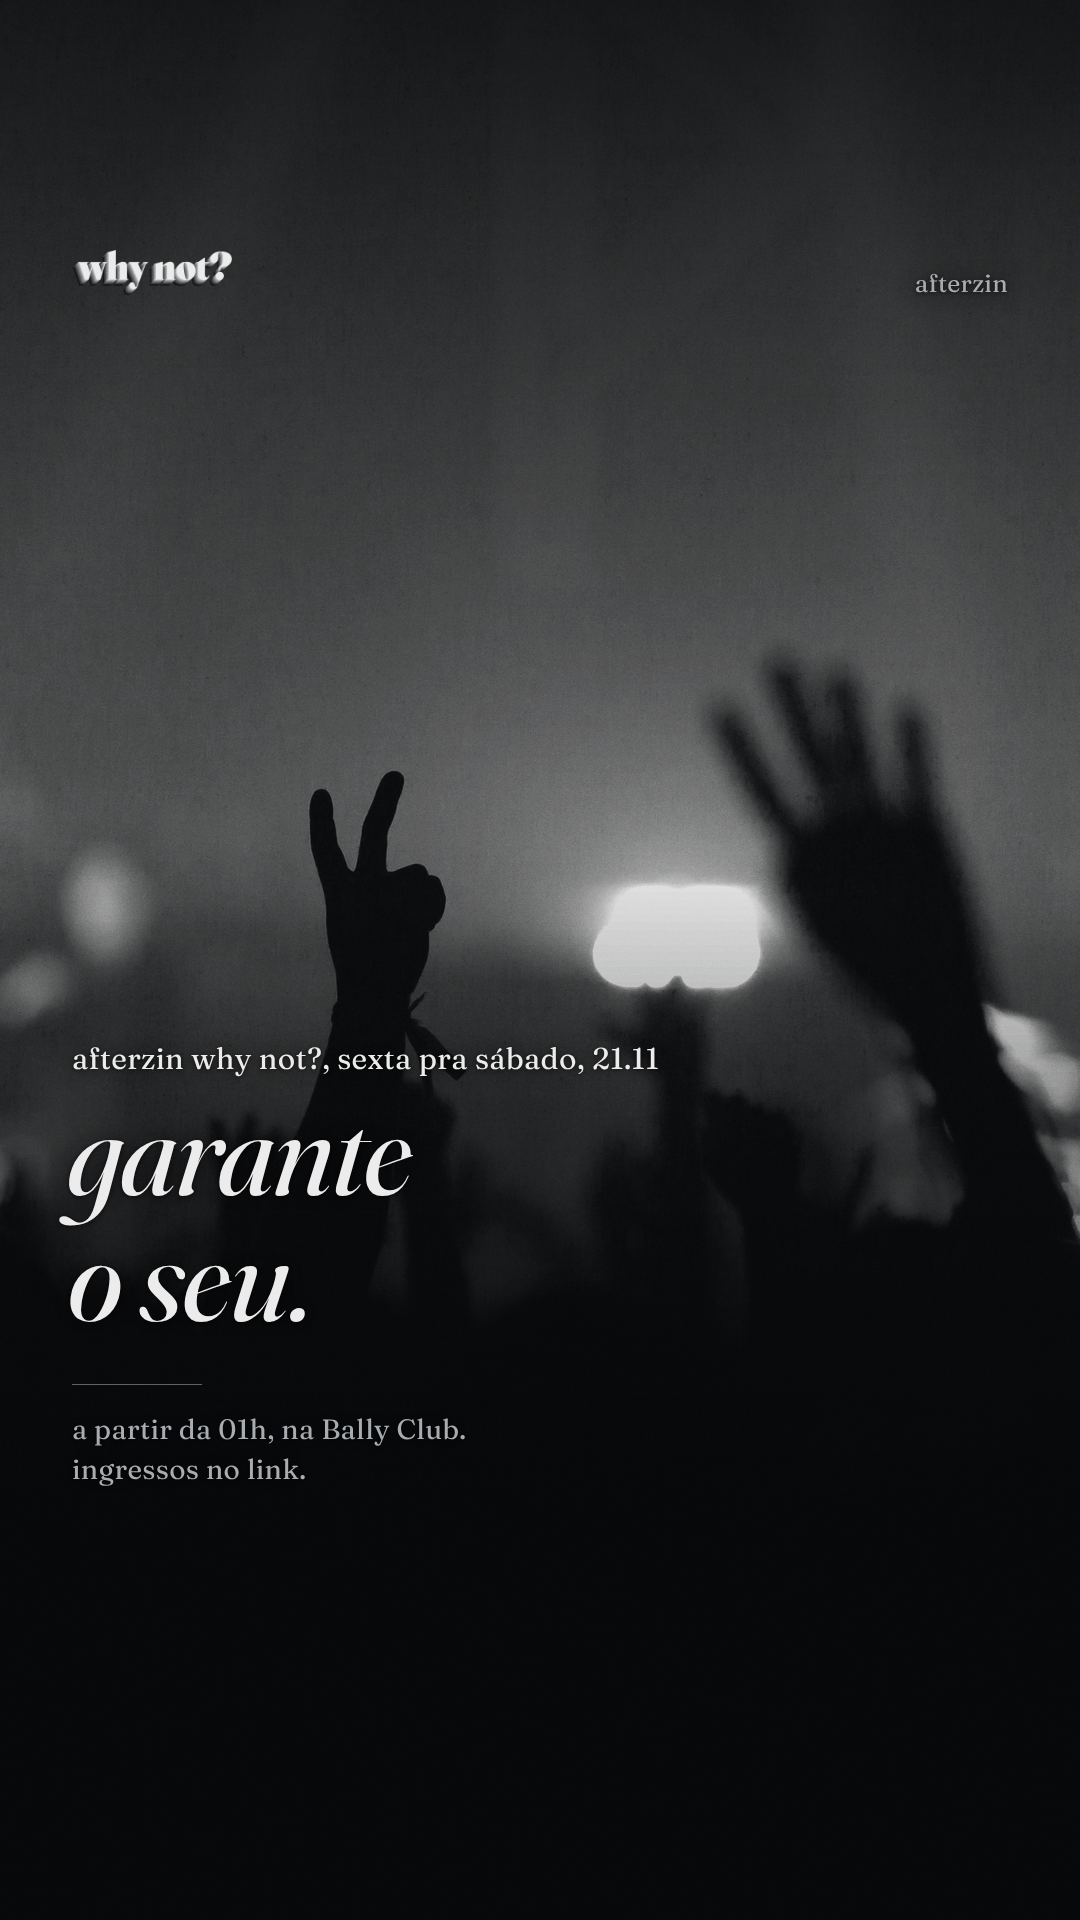 why not?
afterzin
afterzin why not?, sexta pra sábado, 21.11
garante
o seu.
a partir da 01h, na Bally Club.
ingressos no link.